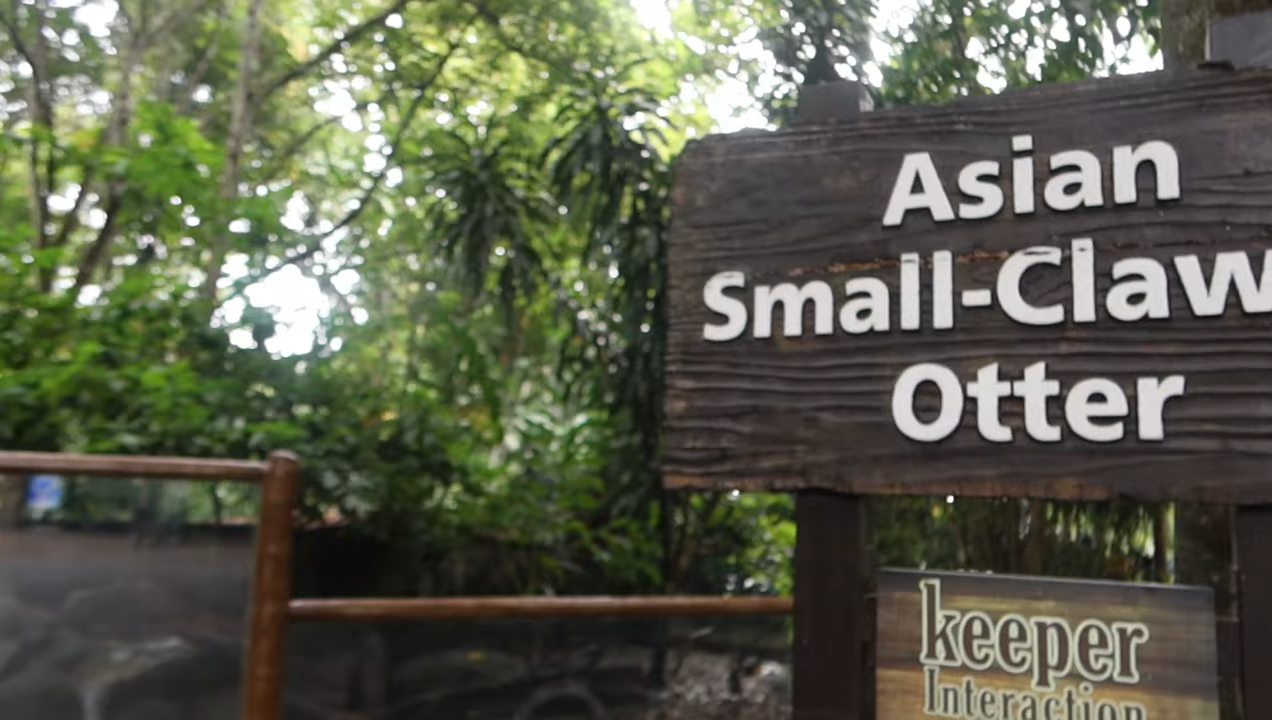 Asian
Small-Claw
Otter
keeper
Interaction